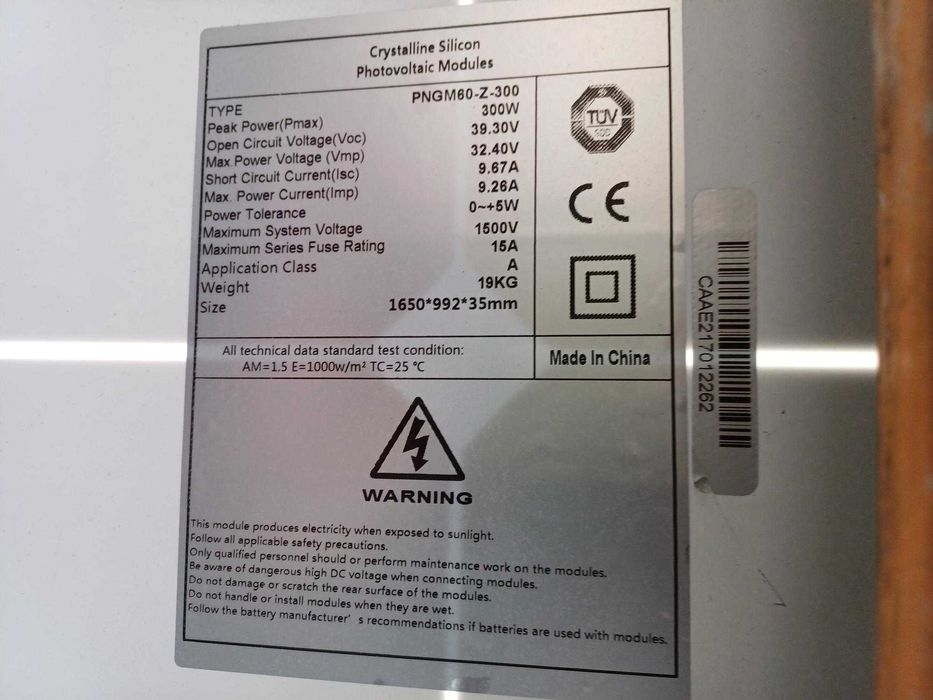 Crystalline Silicon
Photovoltaic Modules
TYPE PNGM60-Z-300
Peak Power(Pmax) 300W
Open Circuit Voltage(Voc) 39.30V
Max.Power Voltage (Vmp) 32.40V
Short Circuit Current(Isc) 9.67A
Max. Power Current(Imp) 9.26A
Power Tolerance 0~+5W
Maximum System Voltage 1500V
Maximum Series Fuse Rating 15A
Application Class A
Weight 19KG
Size 1650*992*35mm
TÜV
CE
All technical data standard test condition:
AM=1.5 E=1000w/m² TC=25 ℃
Made In China
WARNING
This module produces electricity when exposed to sunlight.
Follow all applicable safety precautions.
Only qualified personnel should or perform maintenance work on the modules.
Be aware of dangerous high DC voltage when connecting modules.
Do not damage or scratch the rear surface of the modules.
Do not handle or install modules when they are wet.
Follow the battery manufacturer's recommendations if batteries are used with modules.
CAAE217012262